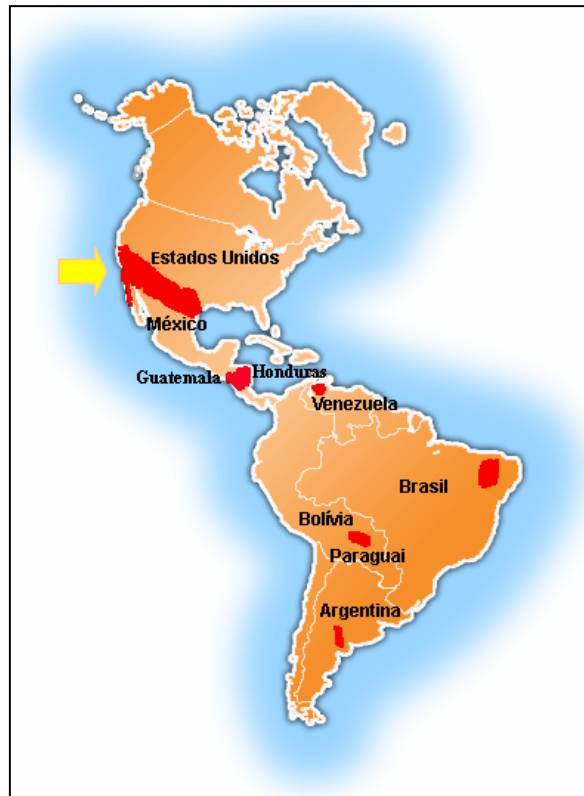 Estados Unidos
México
Guatemala
Honduras
Venezuela
Brasil
Bolívia
Paraguai
Argentina